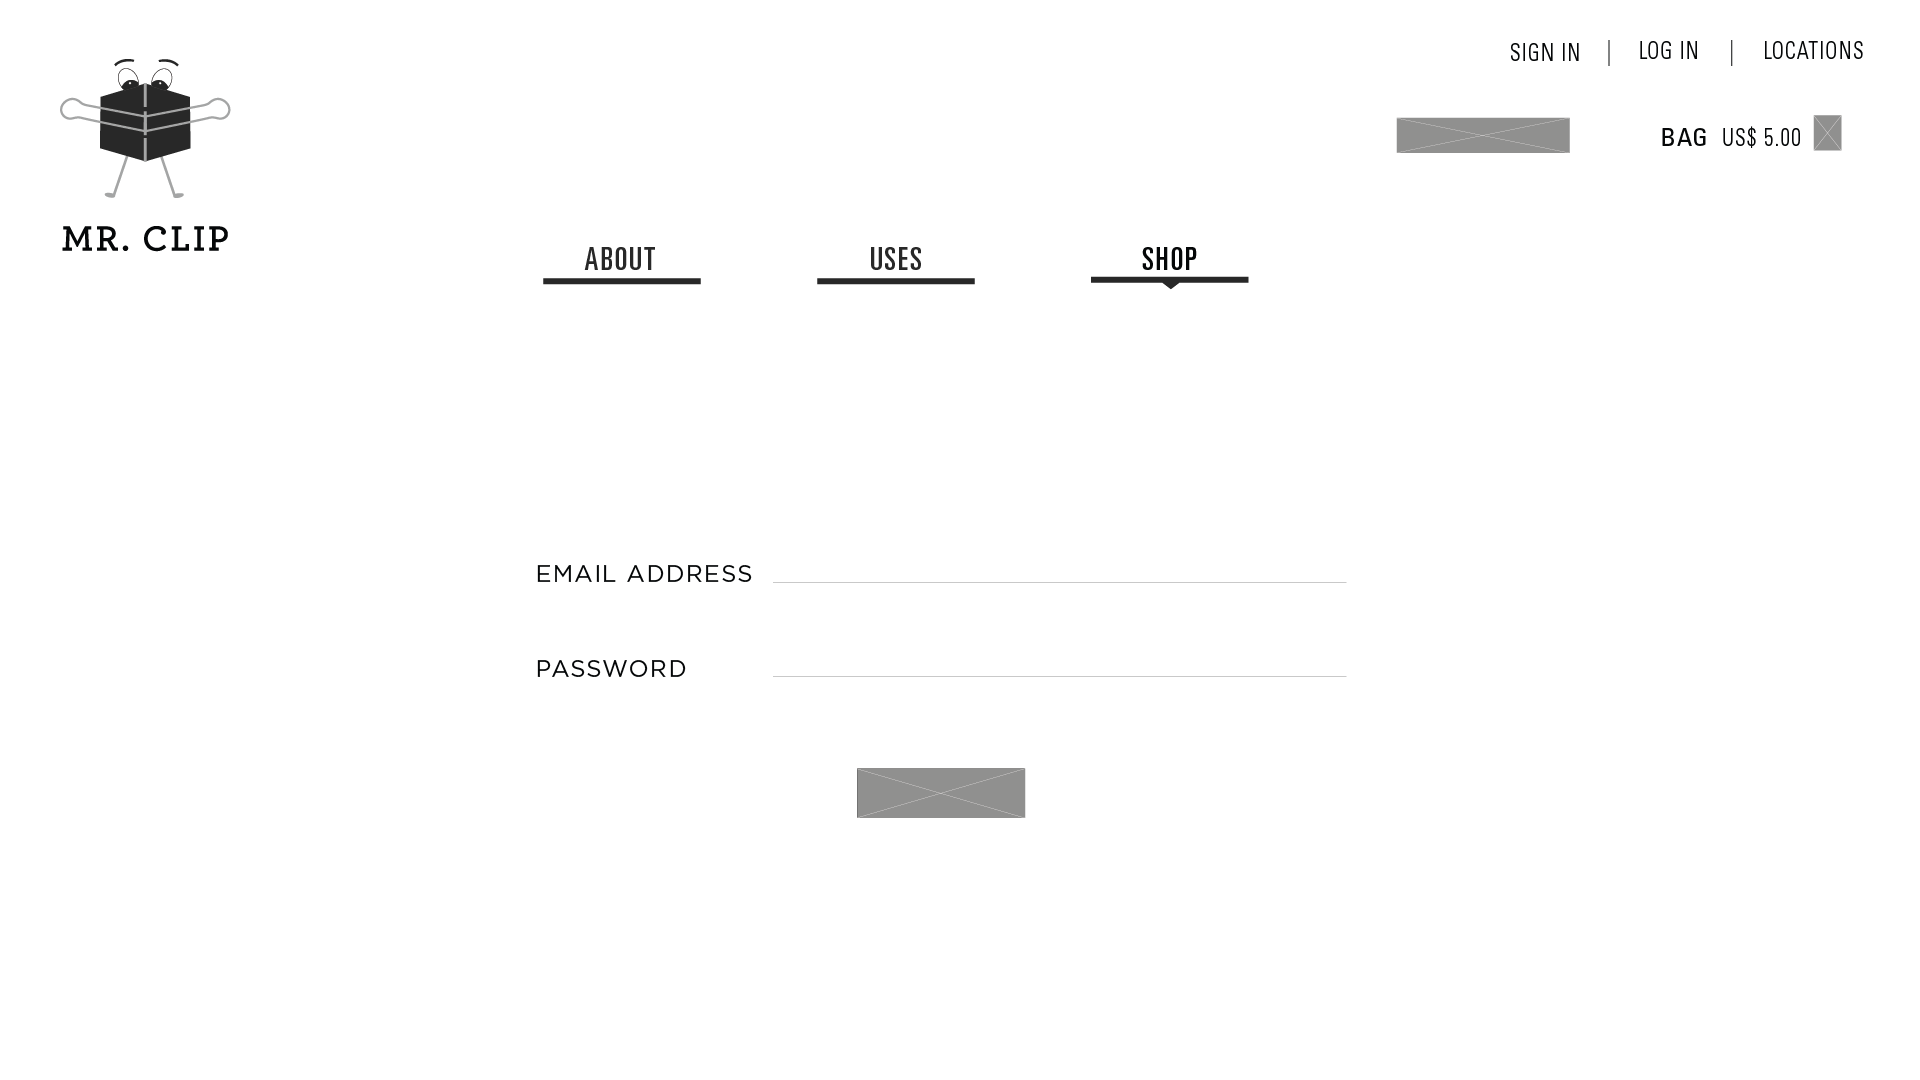 SIGN IN | LOG IN | LOCATIONS
BAG US$ 5.00
MR. CLIP
ABOUT USES SHOP
EMAIL ADDRESS
PASSWORD